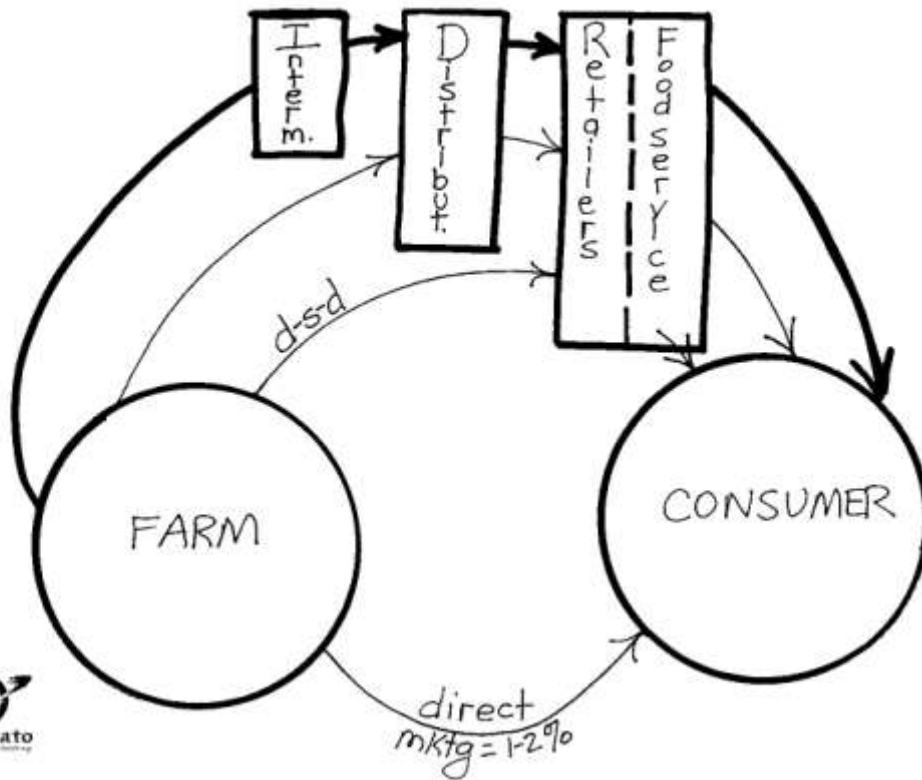 Interm.
Distribut.
Retailers
Foodservice
d-s-d
FARM
CONSUMER
direct
mktg = 1-2%